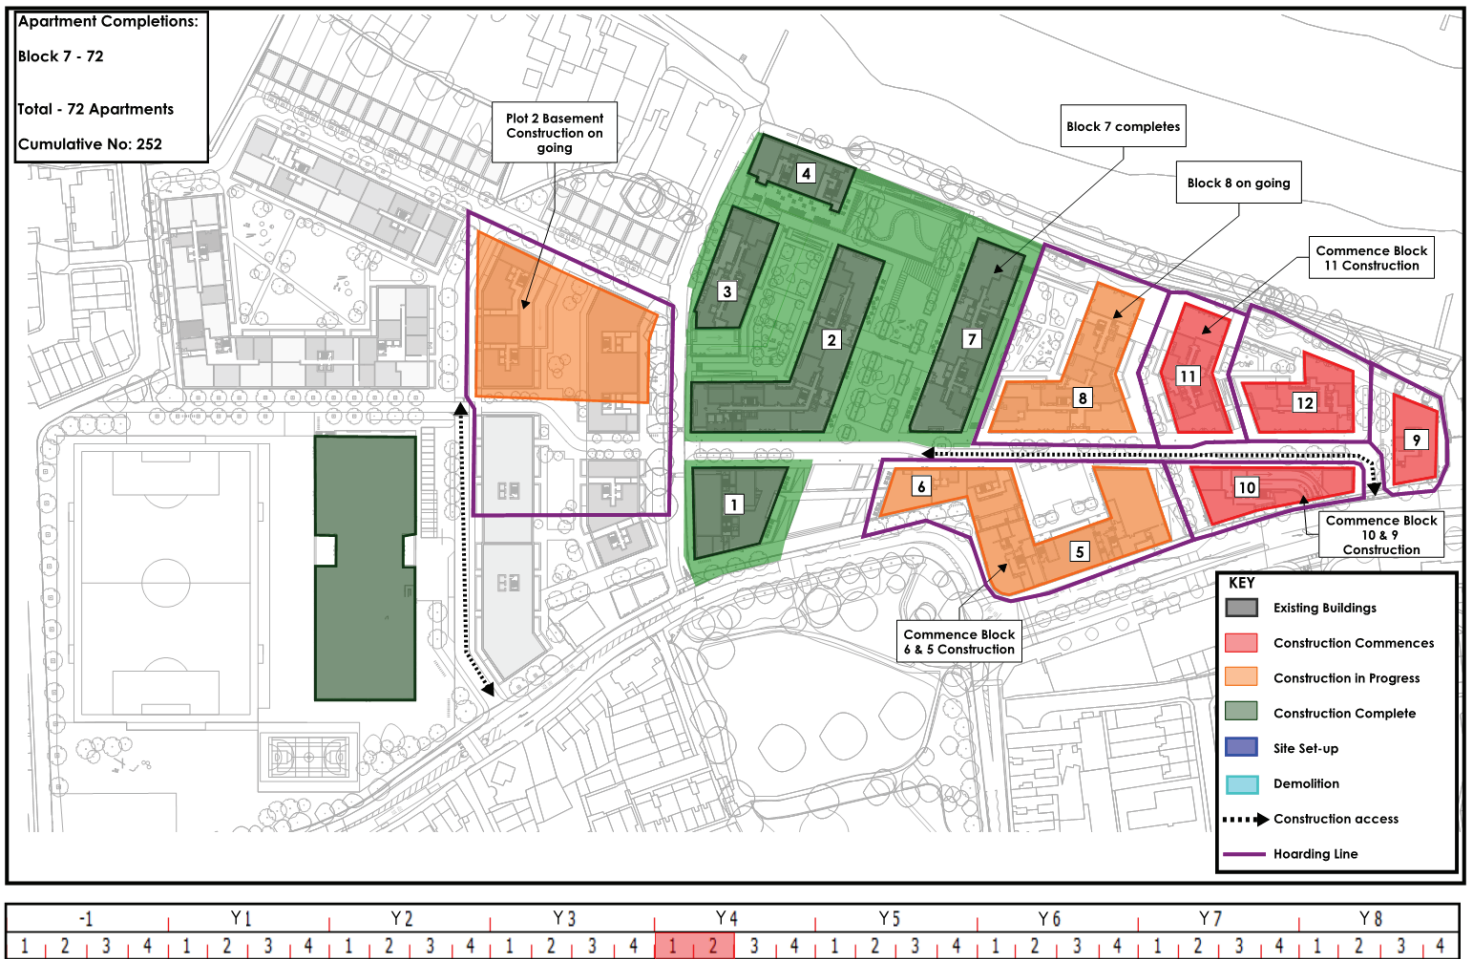 Apartment Completions:
Block 7 - 72
Total - 72 Apartments
Cumulative No: 252
Plot 2 Basement
Construction on
going
Block 7 completes
Block 8 on going
Commence Block
11 Construction
4
3
2
7
8
11
12
9
1
6
5
10
Commence Block
10 & 9
Construction
Commence Block
6 & 5 Construction
KEY
Existing Buildings
Construction Commences
Construction in Progress
Construction Complete
Site Set-up
Demolition
Construction access
Hoarding Line
-1 Y1 Y2 Y3 Y4 Y5 Y6 Y7 Y8
1 2 3 4 1 2 3 4 1 2 3 4 1 2 3 4 1 2 3 4 1 2 3 4 1 2 3 4 1 2 3 4 1 2 3 4